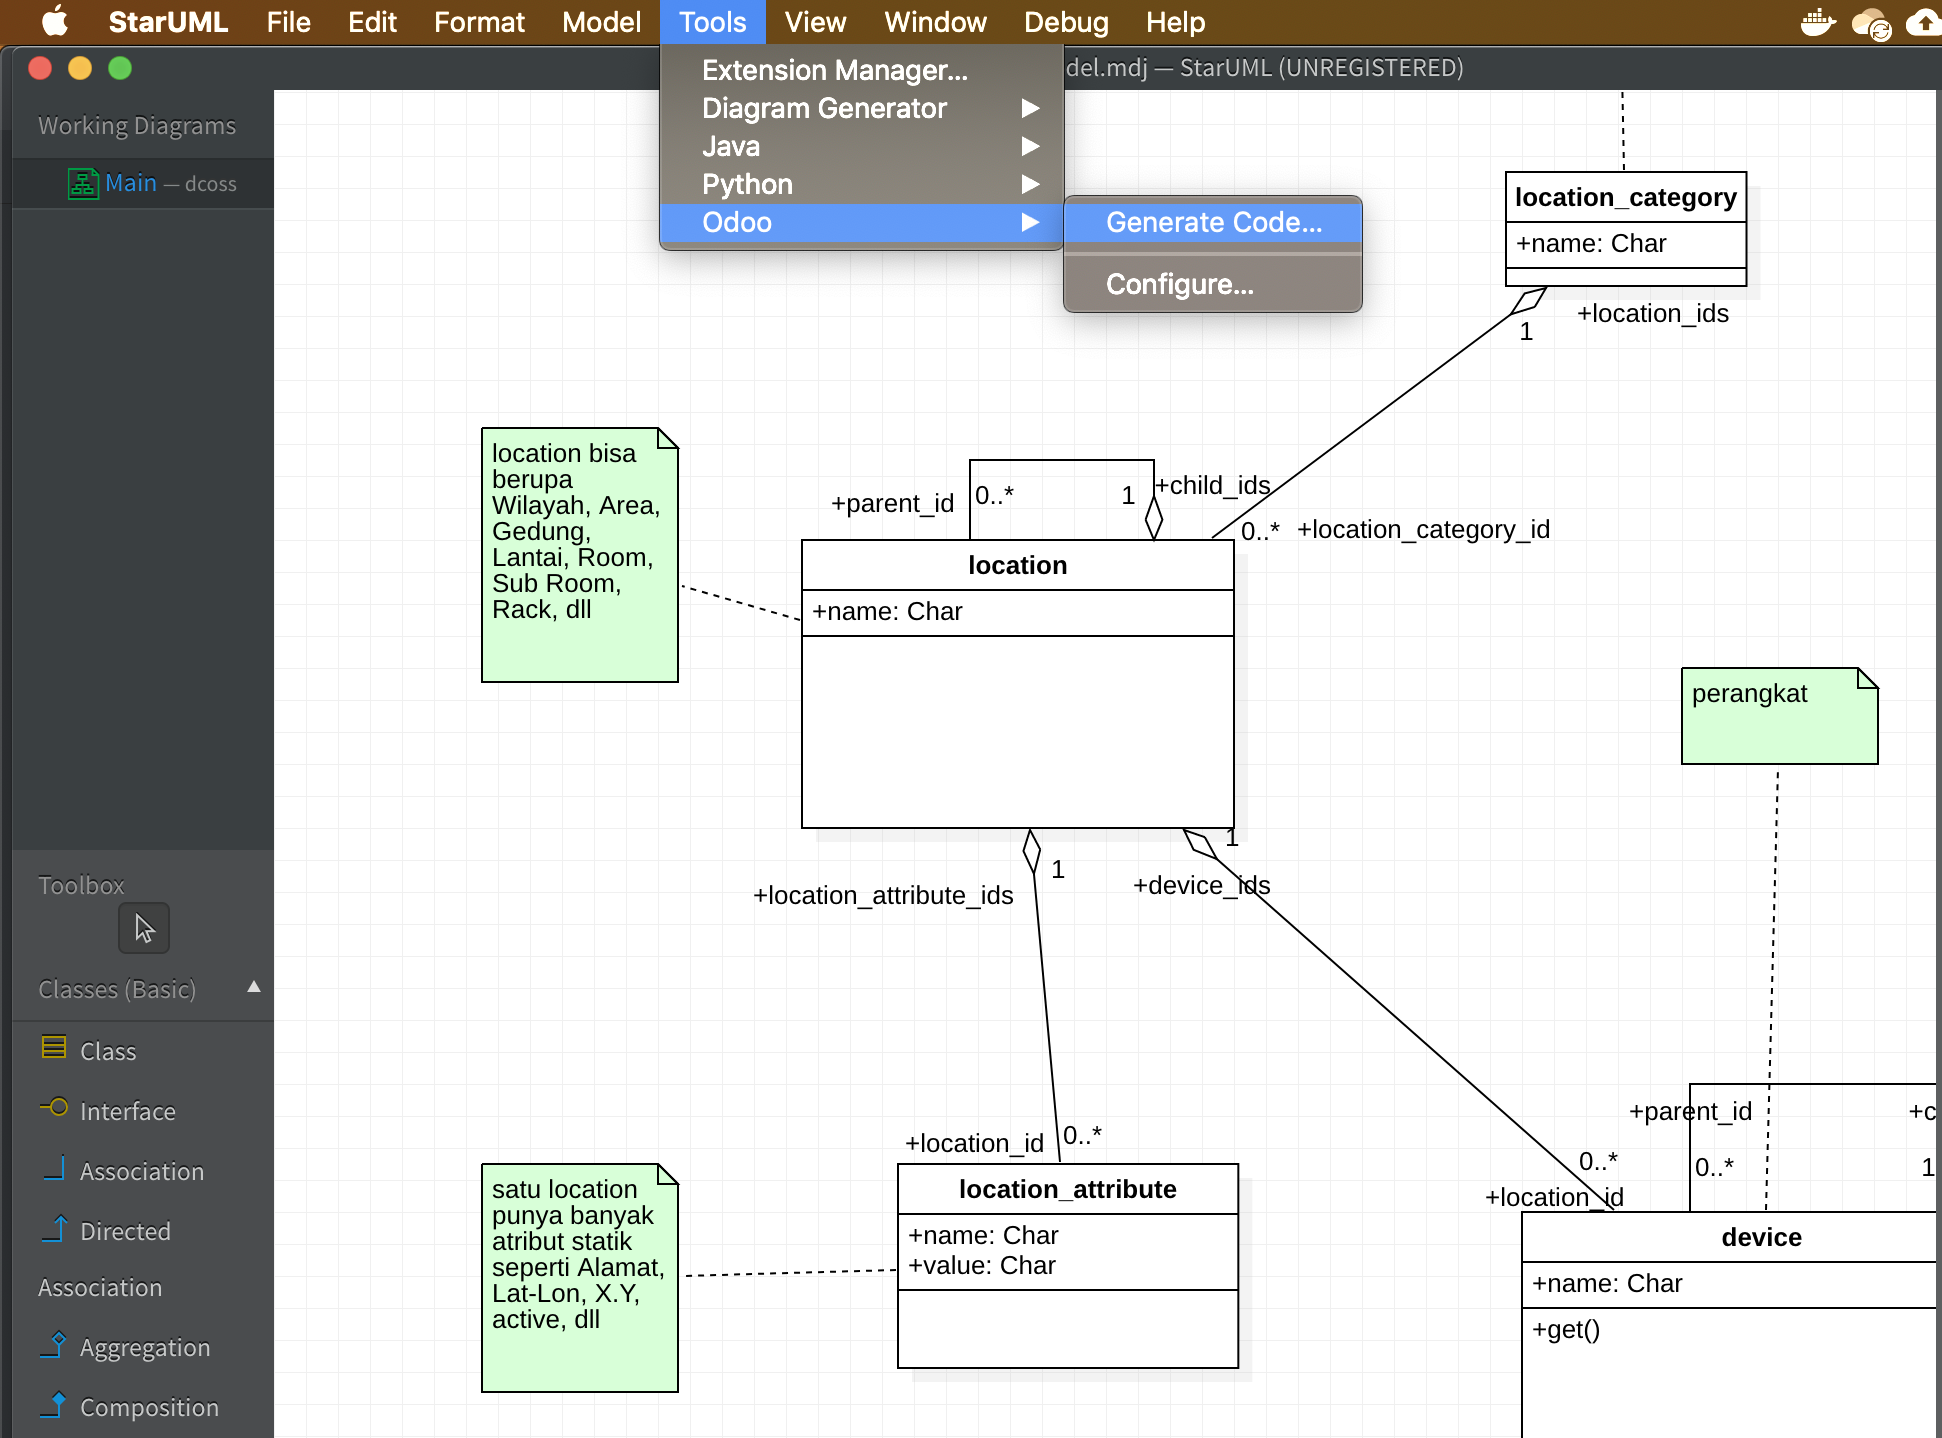 StarUML File Edit Format Model Tools View Window Debug Help
del.mdj — StarUML (UNREGISTERED)
Extension Manager...
Diagram Generator
Java
Python
Odoo
Generate Code...
Configure...
Working Diagrams
Main — dcoss
Toolbox
Classes (Basic)
Class
Interface
Association
Directed
Association
Aggregation
Composition
location_category
+name: Char
+location_ids
1
location bisa
berupa
Wilayah, Area,
Gedung,
Lantai, Room,
Sub Room,
Rack, dll
+parent_id
0..*
1
+child_ids
0..*
+location_category_id
location
+name: Char
perangkat
1
+location_attribute_ids
1
+device_ids
+location_id
0..*
location_attribute
+name: Char
+value: Char
satu location
punya banyak
atribut statik
seperti Alamat,
Lat-Lon, X.Y,
active, dll
+parent_id
0..*
+c
1
0..*
+location_id
device
+name: Char
+get()